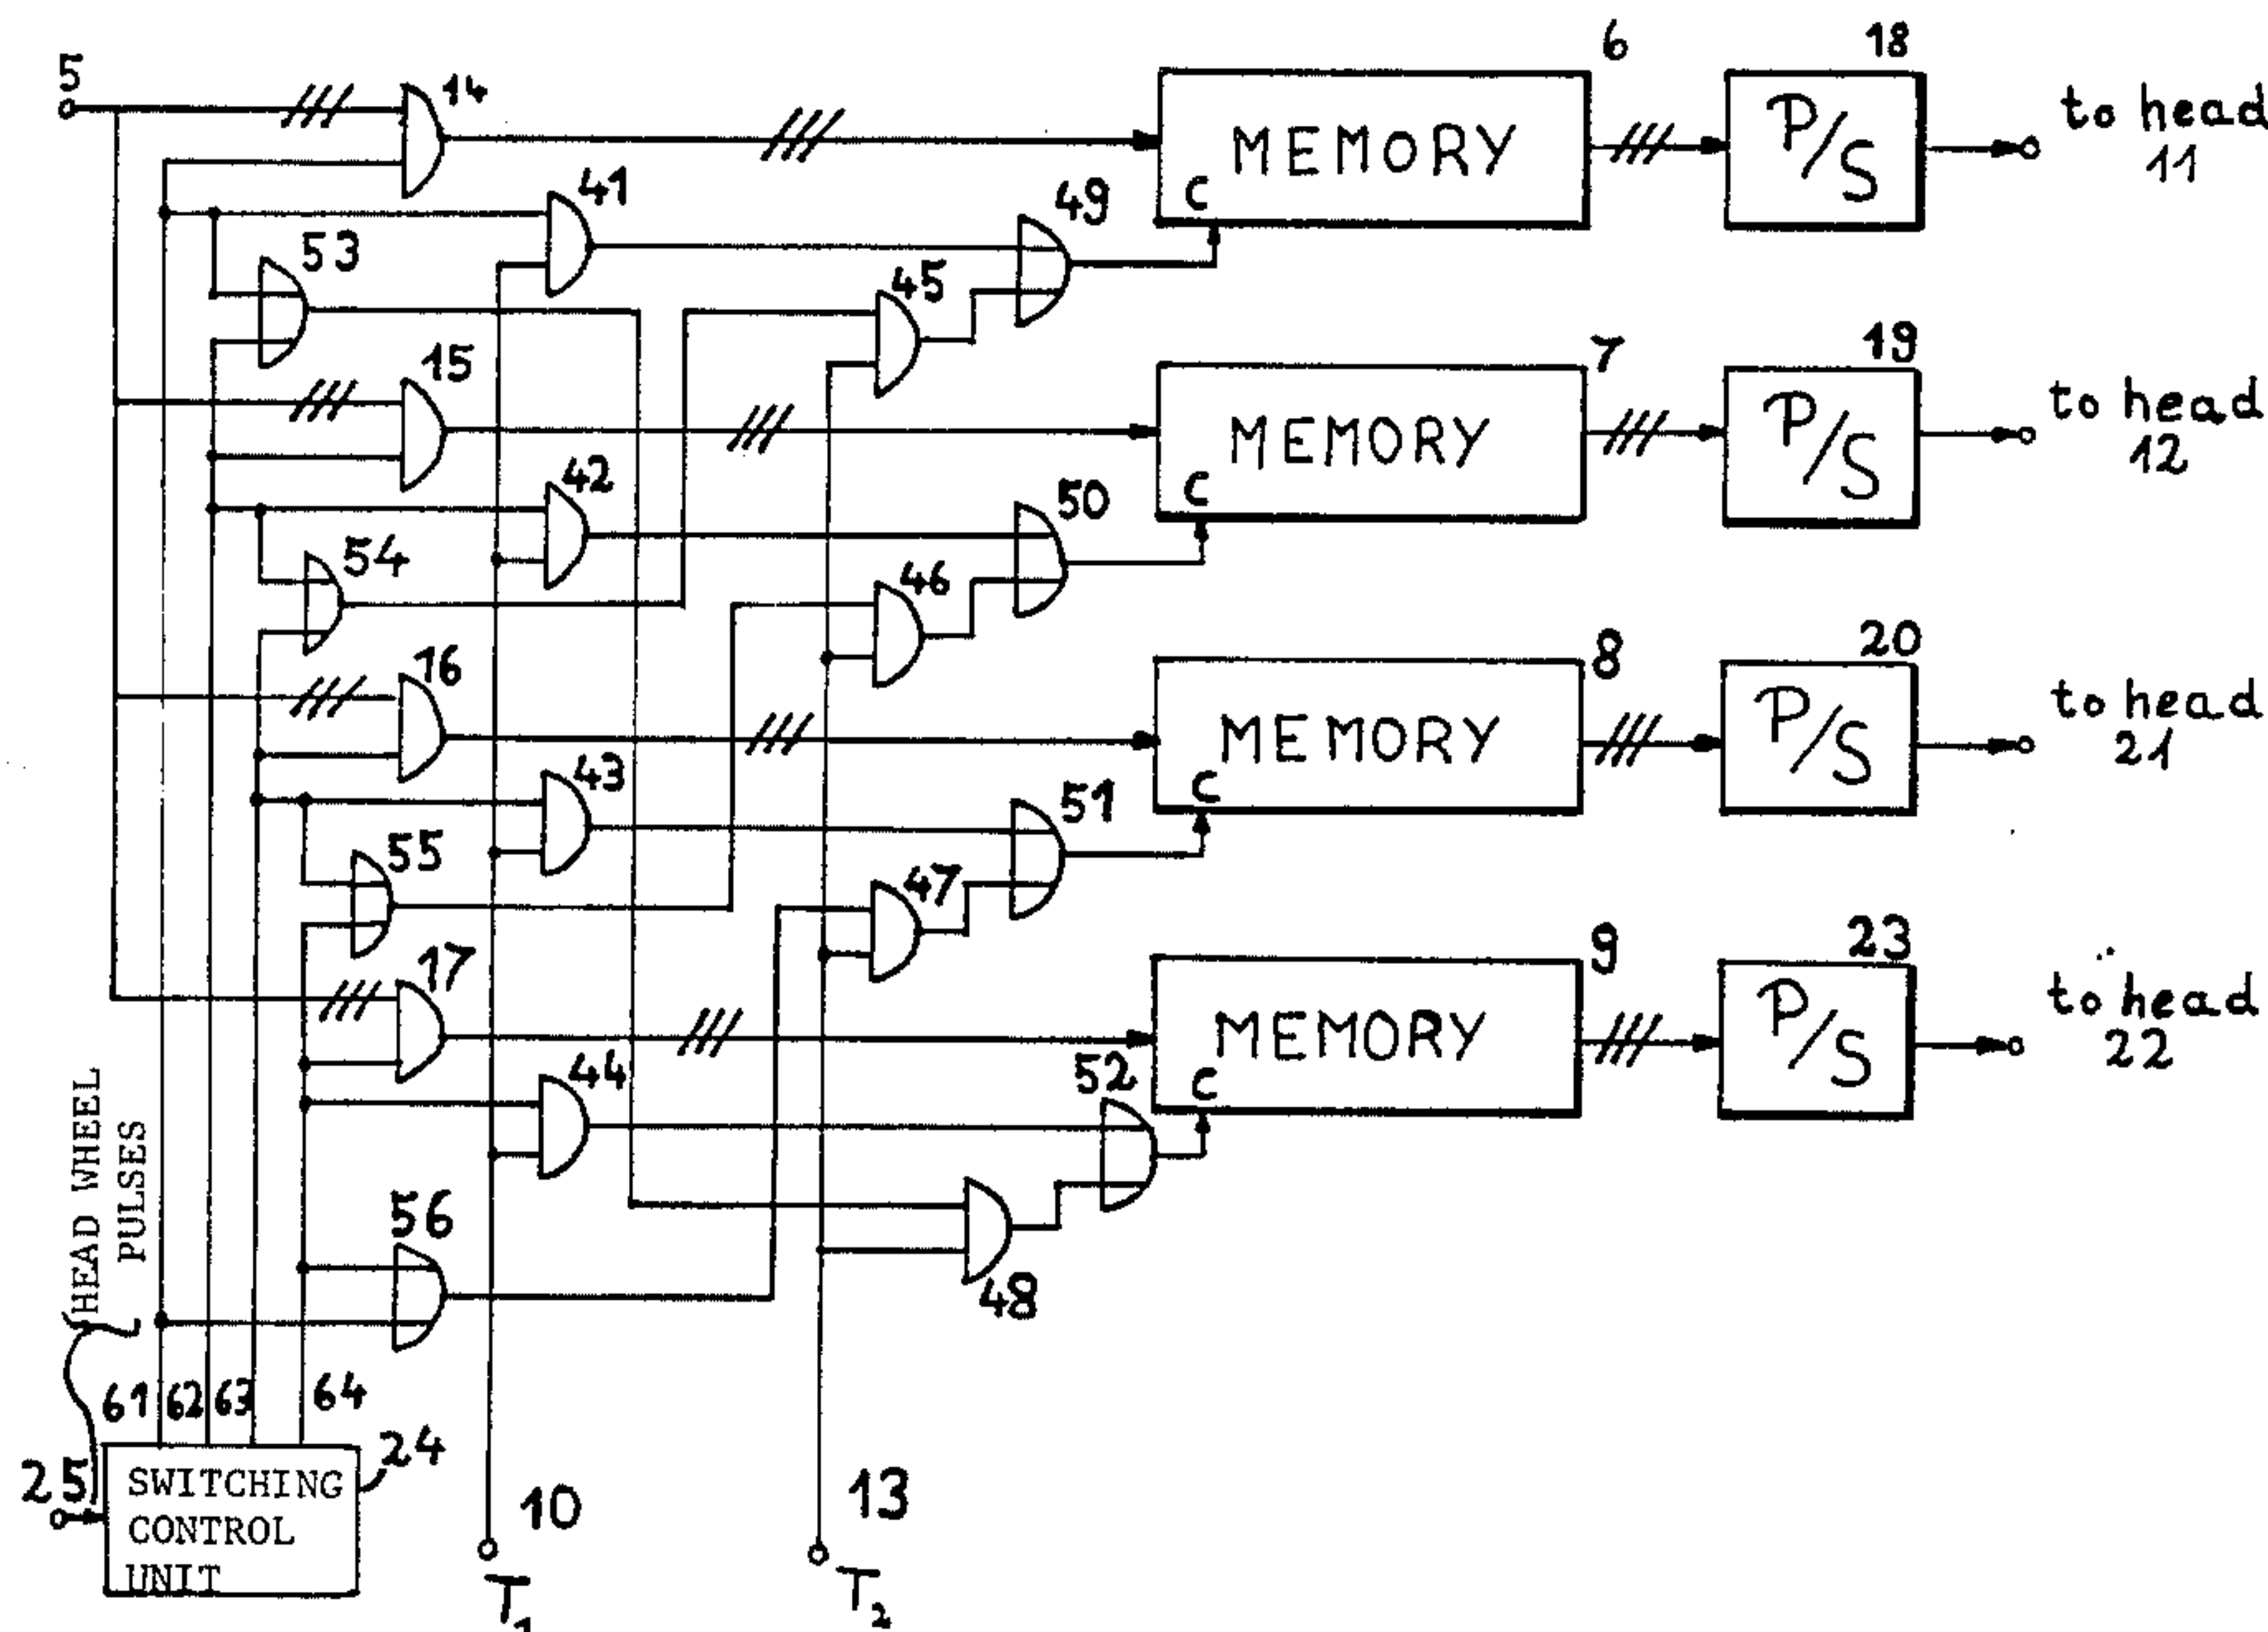 5
14
6
18
MEMORY
C
P/S
to head
11
41
49
53
45
15
7
19
MEMORY
C
P/S
to head
12
42
50
54
46
16
8
20
MEMORY
C
P/S
to head
21
43
51
55
47
17
9
23
MEMORY
C
P/S
to head
22
44
52
56
48
HEAD WHEEL
PULSES
61 62 63 64
24
25
SWITCHING
CONTROL
UNIT
10
13
T1
T2